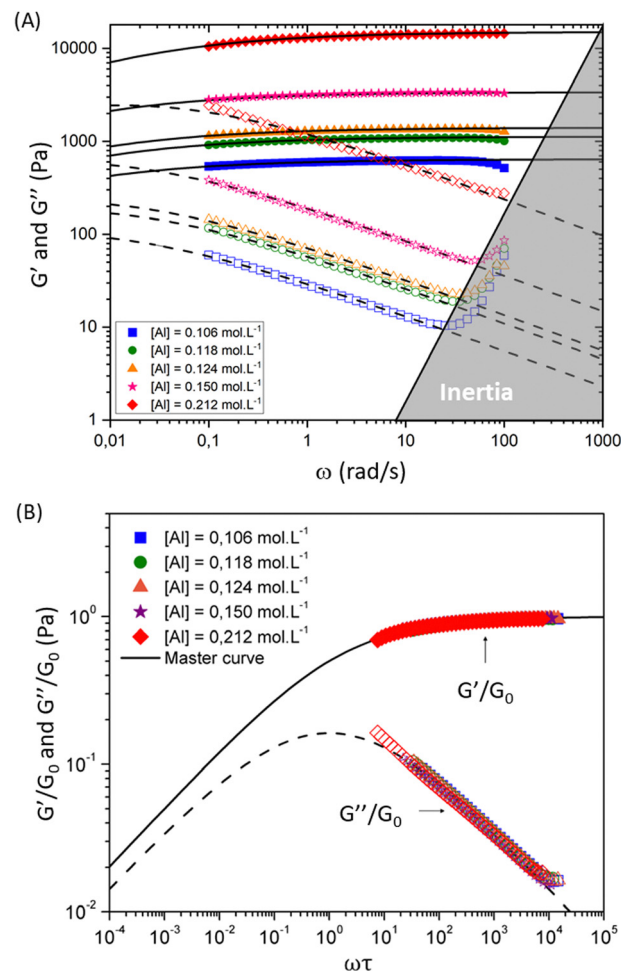 (A)
10000
1000
100
10
1
G' and G'' (Pa)
[Al] = 0.106 mol.L⁻¹
[Al] = 0.118 mol.L⁻¹
[Al] = 0.124 mol.L⁻¹
[Al] = 0.150 mol.L⁻¹
[Al] = 0.212 mol.L⁻¹
Inertia
0,01 0,1 1 10 100 1000
ω (rad/s)
(B)
[Al] = 0,106 mol.L⁻¹
[Al] = 0,118 mol.L⁻¹
[Al] = 0,124 mol.L⁻¹
[Al] = 0,150 mol.L⁻¹
[Al] = 0,212 mol.L⁻¹
Master curve
10⁰
10⁻¹
10⁻²
G'/G₀ and G''/G₀ (Pa)
G'/G₀
G''/G₀
10⁻⁴ 10⁻³ 10⁻² 10⁻¹ 10⁰ 10¹ 10² 10³ 10⁴ 10⁵
ωτ